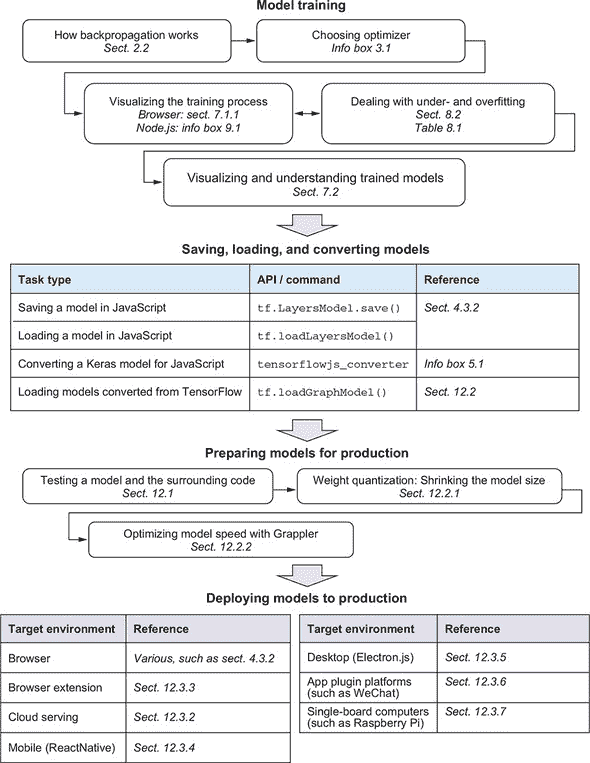 Model training
How backpropagation works
Sect. 2.2
Choosing optimizer
Info box 3.1
Visualizing the training process
Browser: sect. 7.1.1
Node.js: info box 9.1
Dealing with under- and overfitting
Sect. 8.2
Table 8.1
Visualizing and understanding trained models
Sect. 7.2
Saving, loading, and converting models
Task type API / command Reference
Saving a model in JavaScript tf.LayersModel.save() Sect. 4.3.2
Loading a model in JavaScript tf.loadLayersModel()
Converting a Keras model for JavaScript tensorflowjs_converter Info box 5.1
Loading models converted from TensorFlow tf.loadGraphModel() Sect. 12.2
Preparing models for production
Testing a model and the surrounding code
Sect. 12.1
Weight quantization: Shrinking the model size
Sect. 12.2.1
Optimizing model speed with Grappler
Sect. 12.2.2
Deploying models to production
Target environment Reference
Browser Various, such as sect. 4.3.2
Browser extension Sect. 12.3.3
Cloud serving Sect. 12.3.2
Mobile (ReactNative) Sect. 12.3.4
Target environment Reference
Desktop (Electron.js) Sect. 12.3.5
App plugin platforms Sect. 12.3.6
(such as WeChat)
Single-board computers Sect. 12.3.7
(such as Raspberry Pi)